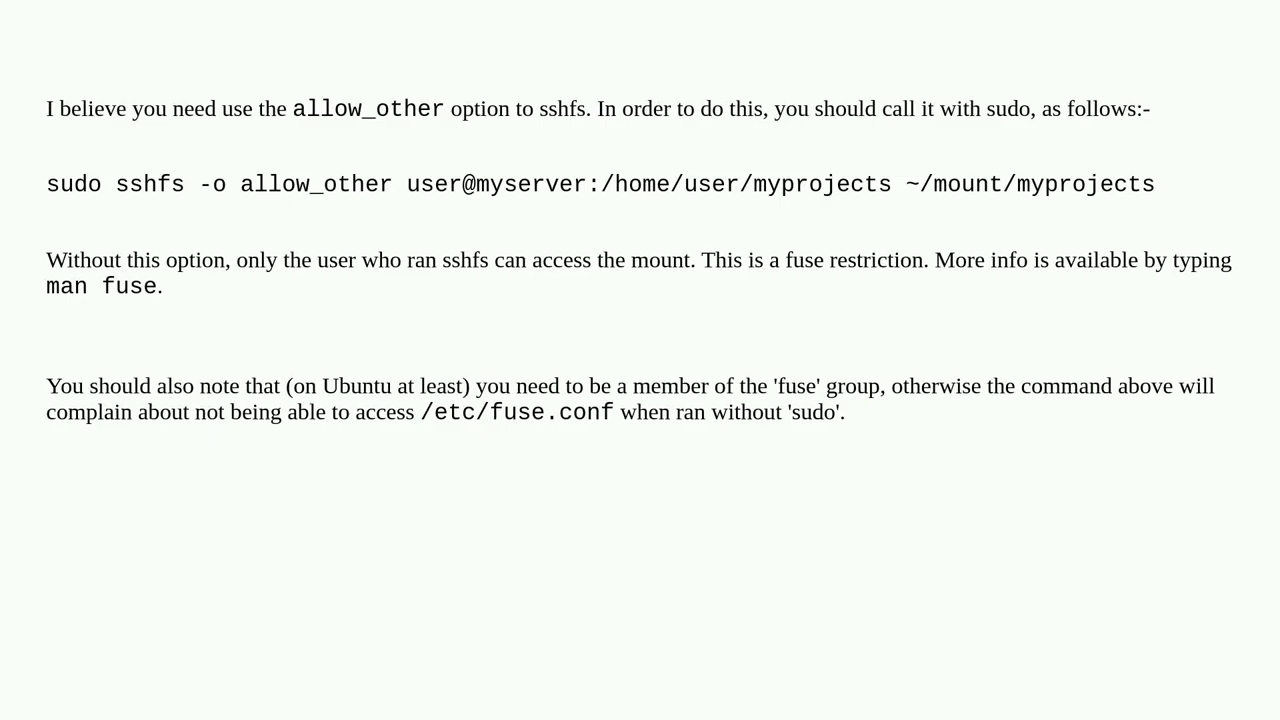 I believe you need use the allow_other option to sshfs. In order to do this, you should call it with sudo, as follows:-
sudo sshfs -o allow_other user@myserver:/home/user/myprojects ~/mount/myprojects
Without this option, only the user who ran sshfs can access the mount. This is a fuse restriction. More info is available by typing
man fuse.
You should also note that (on Ubuntu at least) you need to be a member of the 'fuse' group, otherwise the command above will
complain about not being able to access /etc/fuse.conf when ran without 'sudo'.